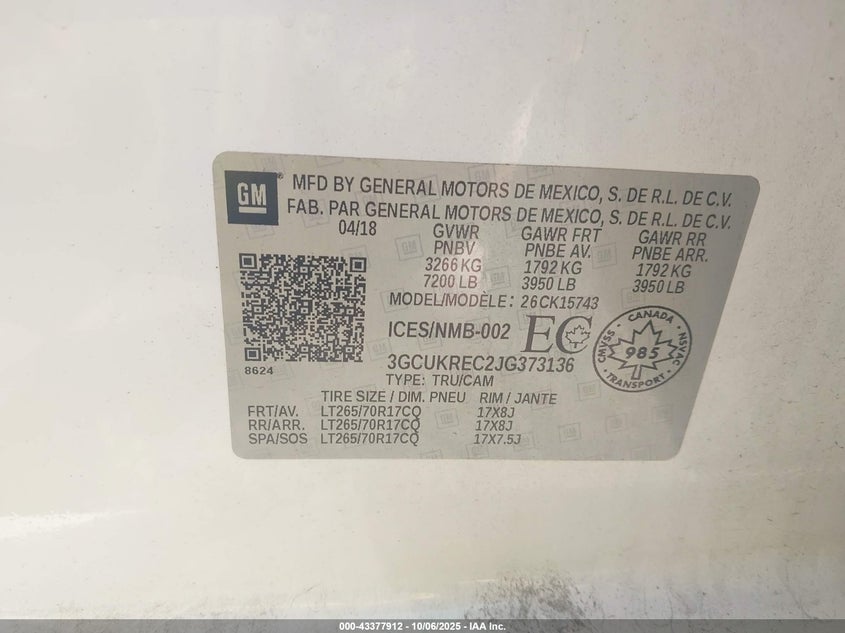 GM®
MFD BY GENERAL MOTORS DE MEXICO, S. DE R.L. DE C.V.
FAB. PAR GENERAL MOTORS DE MEXICO, S. DE R.L. DE C.V.
04/18 GVWR GAWR FRT GAWR RR
PNBV PNBE AV. PNBE ARR.
3266 KG 1792 KG 1792 KG
7200 LB 3950 LB 3950 LB
MODEL/MODÈLE: 26CK15743
ICES/NMB-002 EC
CANADA
CMVSS 985 NSVAC
TRANSPORT
8624
3GCUKREC2JG373136
TYPE: TRU/CAM
TIRE SIZE / DIM. PNEU RIM / JANTE
FRT/AV. LT265/70R17CQ 17X8J
RR/ARR. LT265/70R17CQ 17X8J
SPA/SOS LT265/70R17CQ 17X7.5J
000-43377912 - 10/06/2025 - IAA Inc.